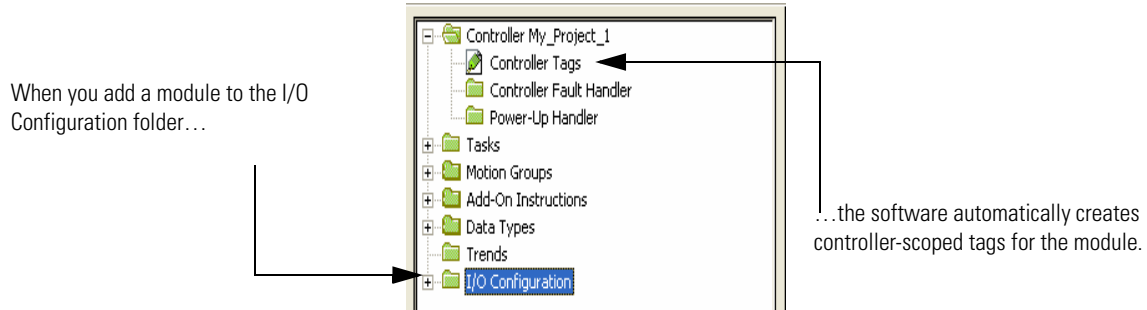 When you add a module to the I/O
Configuration folder…
Controller My_Project_1
Controller Tags
Controller Fault Handler
Power-Up Handler
Tasks
Motion Groups
Add-On Instructions
Data Types
Trends
I/O Configuration
…the software automatically creates
controller-scoped tags for the module.